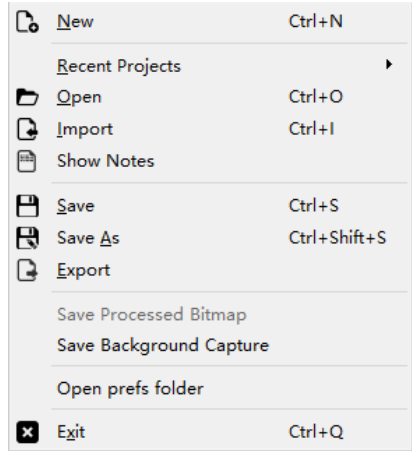 New Ctrl+N
Recent Projects
Open Ctrl+O
Import Ctrl+I
Show Notes
Save Ctrl+S
Save As Ctrl+Shift+S
Export
Save Processed Bitmap
Save Background Capture
Open prefs folder
Exit Ctrl+Q